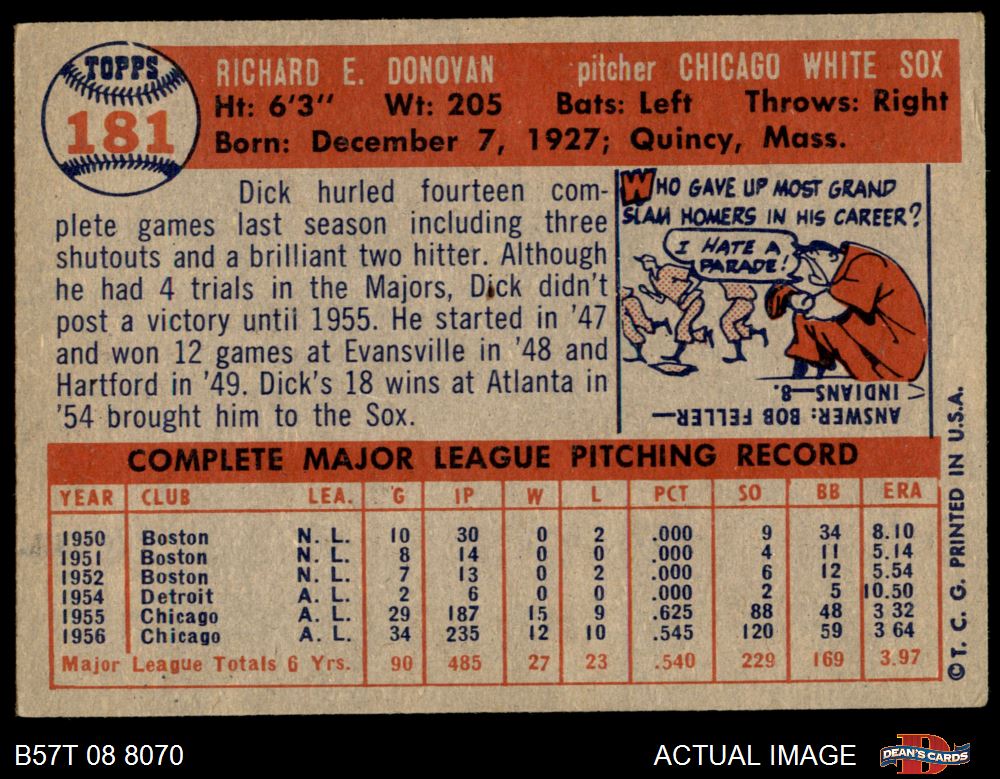 TOPPS
181
RICHARD E. DONOVAN pitcher CHICAGO WHITE SOX
Ht: 6'3" Wt: 205 Bats: Left Throws: Right
Born: December 7, 1927; Quincy, Mass.
Dick hurled fourteen com-
plete games last season including three
shutouts and a brilliant two hitter. Although
he had 4 trials in the Majors, Dick didn't
post a victory until 1955. He started in '47
and won 12 games at Evansville in '48 and
Hartford in '49. Dick's 18 wins at Atlanta in
'54 brought him to the Sox.
WHO GAVE UP MOST GRAND
SLAM HOMERS IN HIS CAREER?
I HATE A
PARADE!
ANSWER: BOB FELLER—
INDIANS—8.
COMPLETE MAJOR LEAGUE PITCHING RECORD
YEAR CLUB LEA. G IP W L PCT SO BB ERA
1950 Boston N. L. 10 30 0 2 .000 9 34 8.10
1951 Boston N. L. 8 14 0 0 .000 4 11 5.14
1952 Boston N. L. 7 13 0 2 .000 6 12 5.54
1954 Detroit A. L. 2 6 0 0 .000 2 5 10.50
1955 Chicago A. L. 29 187 15 9 .625 88 48 3 32
1956 Chicago A. L. 34 235 12 10 .545 120 59 3 64
Major League Totals 6 Yrs. 90 485 27 23 .540 229 169 3.97
© T. C. G. PRINTED IN U.S.A.
B57T 08 8070 ACTUAL IMAGE
DEAN'S CARDS